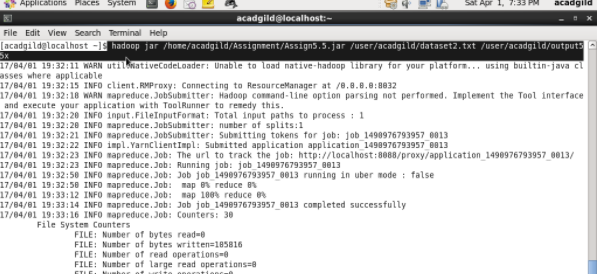 Applications Places System Sat Apr 1, 7:33 PM acadgild
acadgild@localhost:~
File Edit View Search Terminal Help
[acadgild@localhost ~]$ hadoop jar /home/acadgild/Assignment/Assign5.5.jar /user/acadgild/dataset2.txt /user/acadgild/output5
5x
17/04/01 19:32:11 WARN util.NativeCodeLoader: Unable to load native-hadoop library for your platform... using builtin-java cl
asses where applicable
17/04/01 19:32:15 INFO client.RMProxy: Connecting to ResourceManager at /0.0.0.0:8032
17/04/01 19:32:18 WARN mapreduce.JobSubmitter: Hadoop command-line option parsing not performed. Implement the Tool interface
and execute your application with ToolRunner to remedy this.
17/04/01 19:32:20 INFO input.FileInputFormat: Total input paths to process : 1
17/04/01 19:32:20 INFO mapreduce.JobSubmitter: number of splits:1
17/04/01 19:32:21 INFO mapreduce.JobSubmitter: Submitting tokens for job: job_1490976793957_0013
17/04/01 19:32:22 INFO impl.YarnClientImpl: Submitted application application_1490976793957_0013
17/04/01 19:32:23 INFO mapreduce.Job: The url to track the job: http://localhost:8088/proxy/application_1490976793957_0013/
17/04/01 19:32:23 INFO mapreduce.Job: Running job: job_1490976793957_0013
17/04/01 19:32:50 INFO mapreduce.Job: Job job_1490976793957_0013 running in uber mode : false
17/04/01 19:32:50 INFO mapreduce.Job: map 0% reduce 0%
17/04/01 19:33:12 INFO mapreduce.Job: map 100% reduce 0%
17/04/01 19:33:14 INFO mapreduce.Job: Job job_1490976793957_0013 completed successfully
17/04/01 19:33:16 INFO mapreduce.Job: Counters: 30
File System Counters
FILE: Number of bytes read=0
FILE: Number of bytes written=105816
FILE: Number of read operations=0
FILE: Number of large read operations=0
FILE: Number of write operations=0